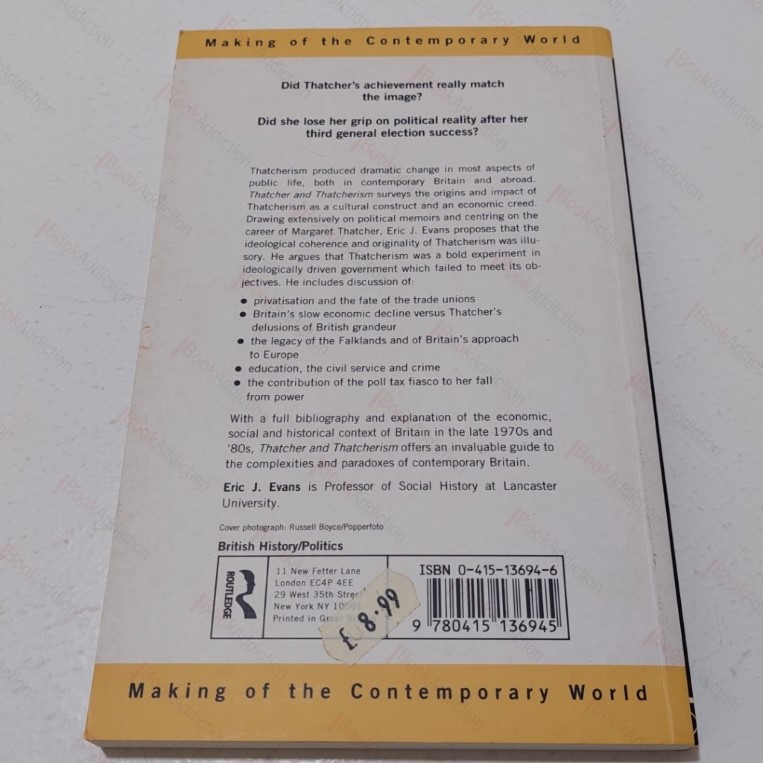 Making of the Contemporary World
Did Thatcher's achievement really match
the image?
Did she lose her grip on political reality after her
third general election success?
Thatcherism produced dramatic change in most aspects of
public life, both in contemporary Britain and abroad.
Thatcher and Thatcherism surveys the origins and impact of
Thatcherism as a cultural construct and an economic creed.
Drawing extensively on political memoirs and centring on the
career of Margaret Thatcher, Eric J. Evans proposes that the
ideological coherence and originality of Thatcherism was illu-
sory. He argues that Thatcherism was a bold experiment in
ideologically driven government which failed to meet its ob-
jectives. He includes discussion of:
• privatisation and the fate of the trade unions
• Britain's slow economic decline versus Thatcher's
delusions of British grandeur
• the legacy of the Falklands and of Britain's approach
to Europe
• education, the civil service and crime
• the contribution of the poll tax fiasco to her fall
from power
With a full bibliography and explanation of the economic,
social and historical context of Britain in the late 1970s and
'80s, Thatcher and Thatcherism offers an invaluable guide to
the complexities and paradoxes of contemporary Britain.
Eric J. Evans is Professor of Social History at Lancaster
University.
Cover photograph: Russell Boyce/Popperfoto
British History/Politics
ROUTLEDGE
11 New Fetter Lane
London EC4P 4EE
29 West 35th Street
New York NY
Printed in
£8.99
ISBN 0-415-13694-6
9 780415 136945
Making of the Contemporary World
BookAddiction